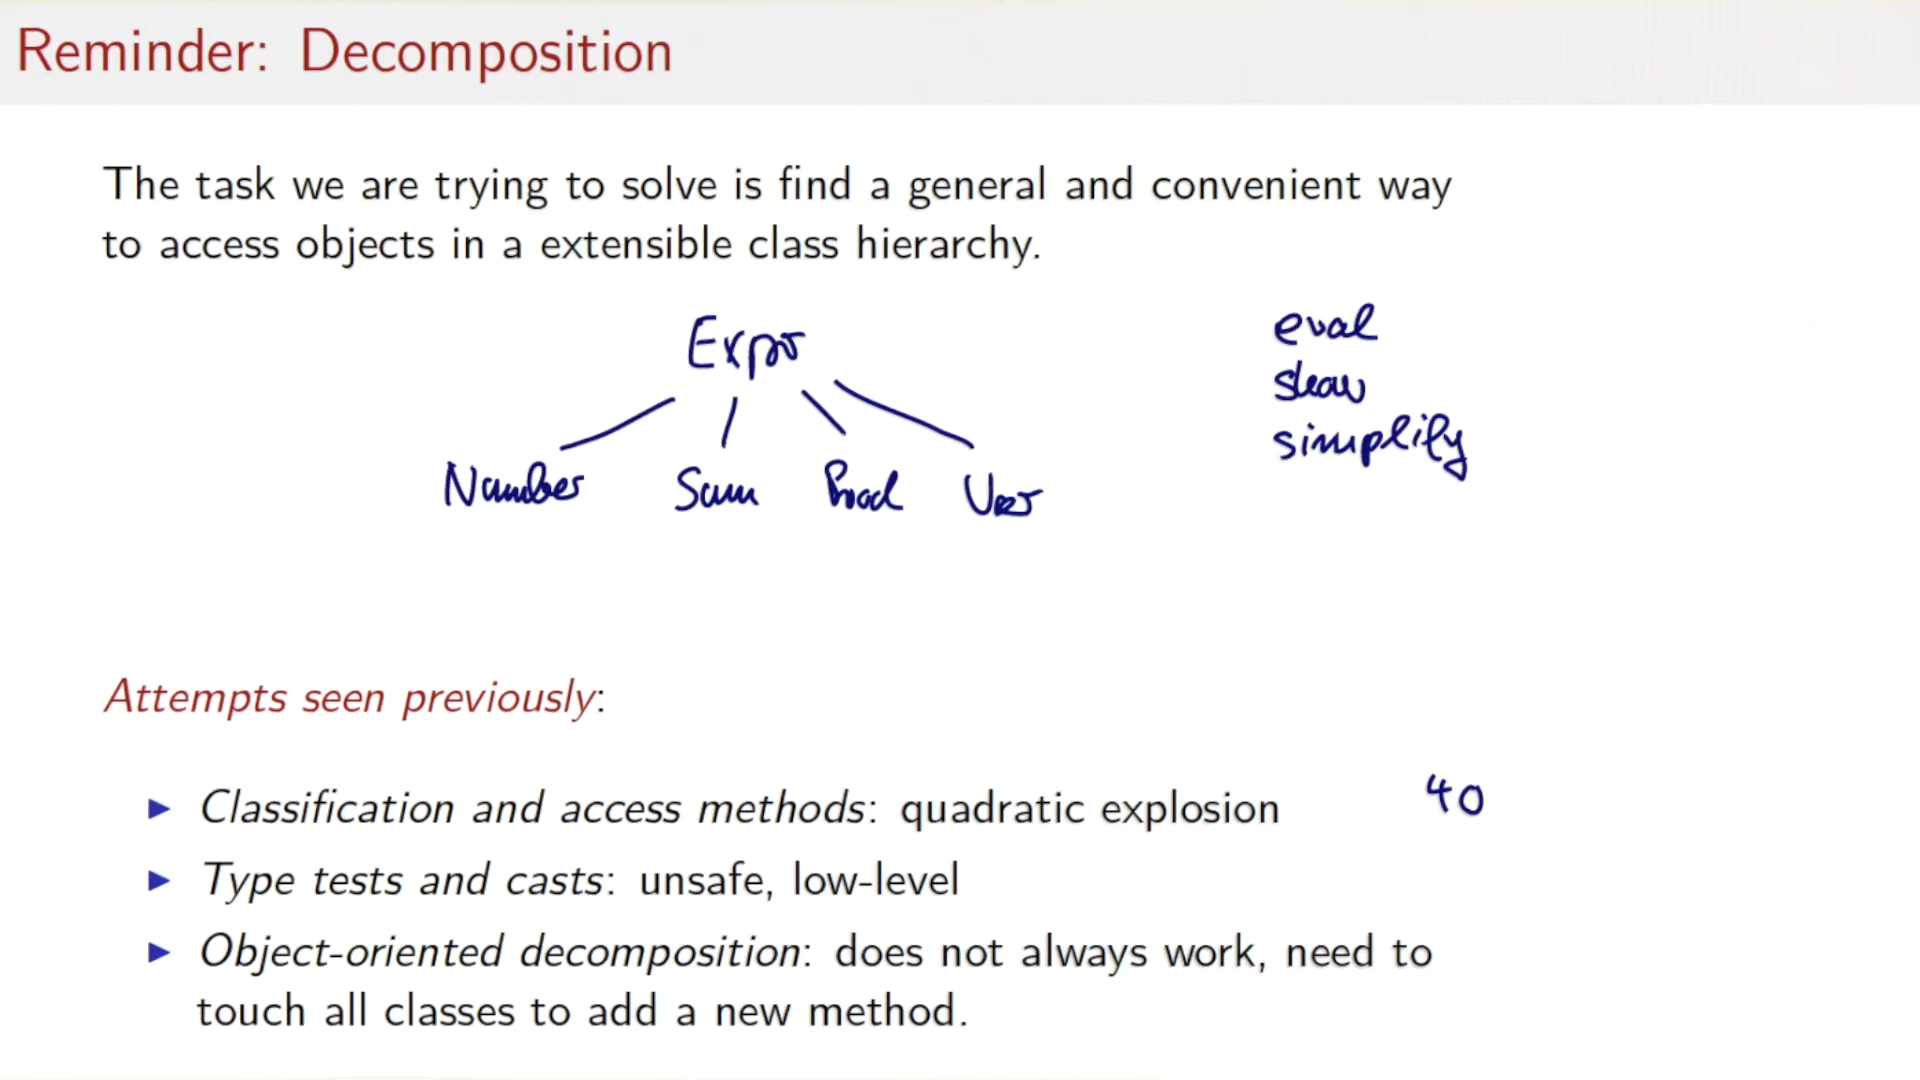 Reminder: Decomposition
The task we are trying to solve is find a general and convenient way
to access objects in a extensible class hierarchy.
Expr
eval
show
simplify
Number Sum Prod Var
Attempts seen previously:
▶ Classification and access methods: quadratic explosion 40
▶ Type tests and casts: unsafe, low-level
▶ Object-oriented decomposition: does not always work, need to
touch all classes to add a new method.